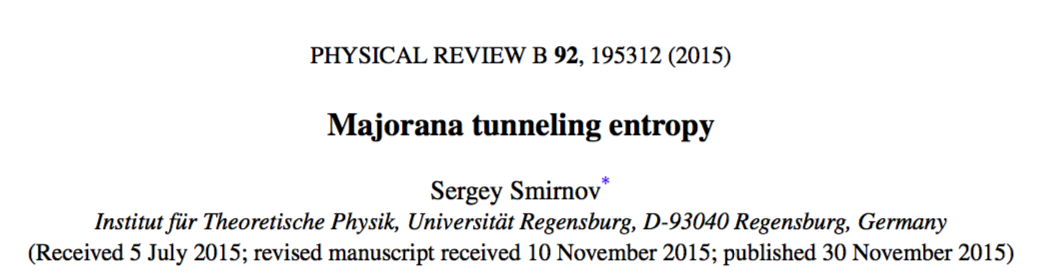 PHYSICAL REVIEW B 92, 195312 (2015)
Majorana tunneling entropy
Sergey Smirnov*
Institut für Theoretische Physik, Universität Regensburg, D-93040 Regensburg, Germany
(Received 5 July 2015; revised manuscript received 10 November 2015; published 30 November 2015)